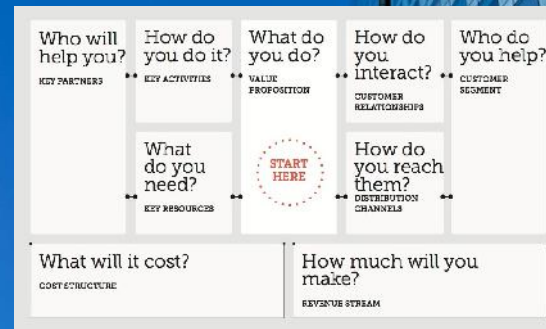 Who will
help you?
KEY PARTNERS
How do
you do it?
KEY ACTIVITIES
What
do you
need?
KEY RESOURCES
What do
you do?
VALUE
PROPOSITION
START
HERE
How do
you
interact?
CUSTOMER
RELATIONSHIPS
How do
you reach
them?
DISTRIBUTION
CHANNELS
Who do
you help?
CUSTOMER
SEGMENT
What will it cost?
COST STRUCTURE
How much will you
make?
REVENUE STREAM